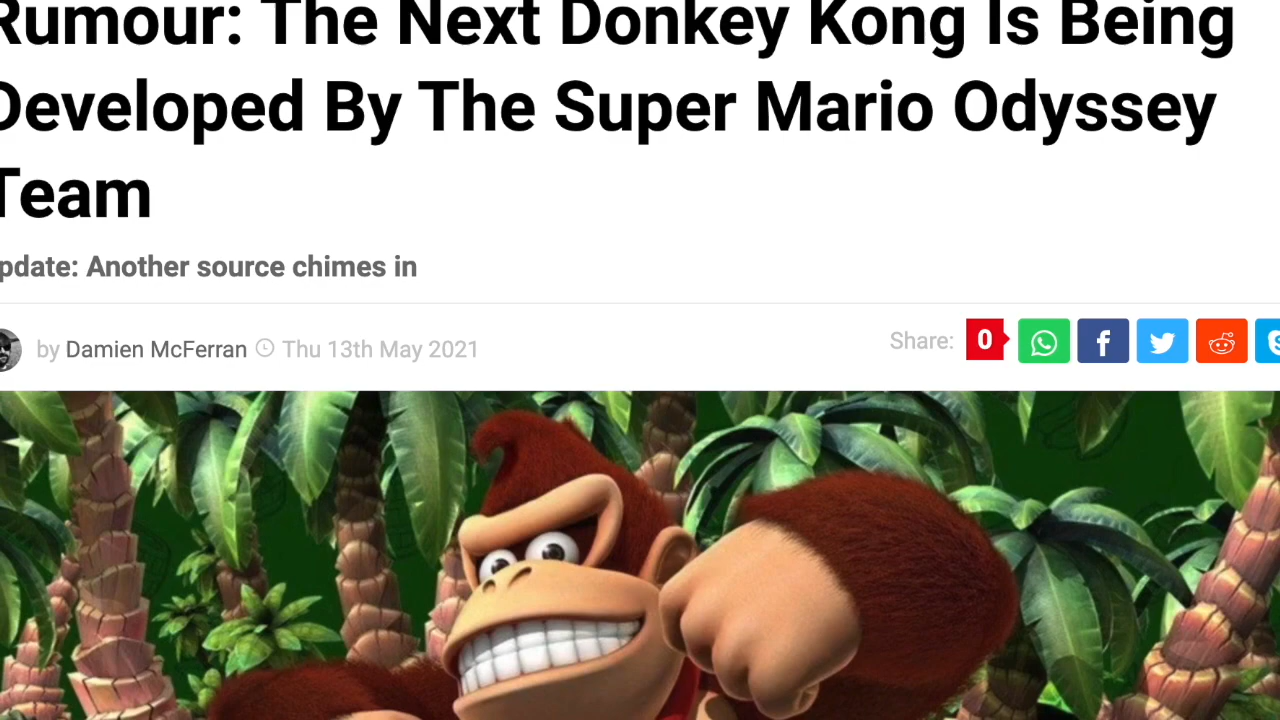 Rumour: The Next Donkey Kong Is Being
Developed By The Super Mario Odyssey
Team
pdate: Another source chimes in
by Damien McFerran Thu 13th May 2021
Share: 0